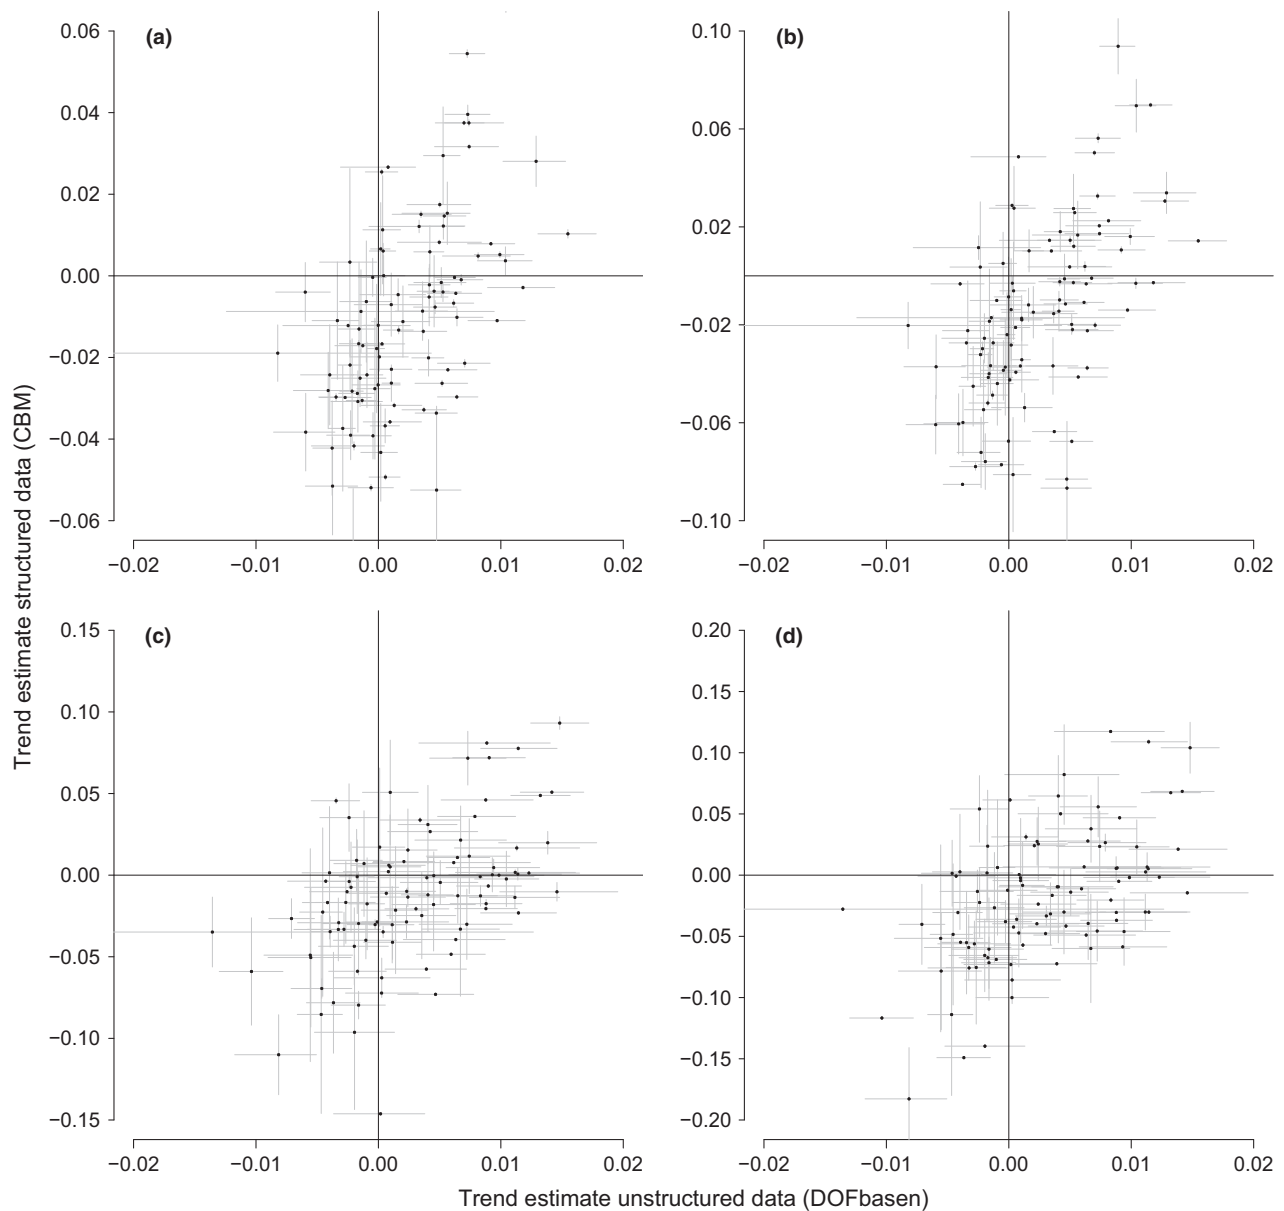 (a)
0.06
0.04
0.02
0.00
−0.02
−0.04
−0.06
−0.02 −0.01 0.00 0.01 0.02
(b)
0.10
0.06
0.02
−0.02
−0.06
−0.10
−0.02 −0.01 0.00 0.01 0.02
Trend estimate structured data (CBM)
(c)
0.15
0.10
0.05
0.00
−0.05
−0.10
−0.15
−0.02 −0.01 0.00 0.01 0.02
(d)
0.20
0.15
0.10
0.05
0.00
−0.05
−0.10
−0.15
−0.20
−0.02 −0.01 0.00 0.01 0.02
Trend estimate unstructured data (DOFbasen)